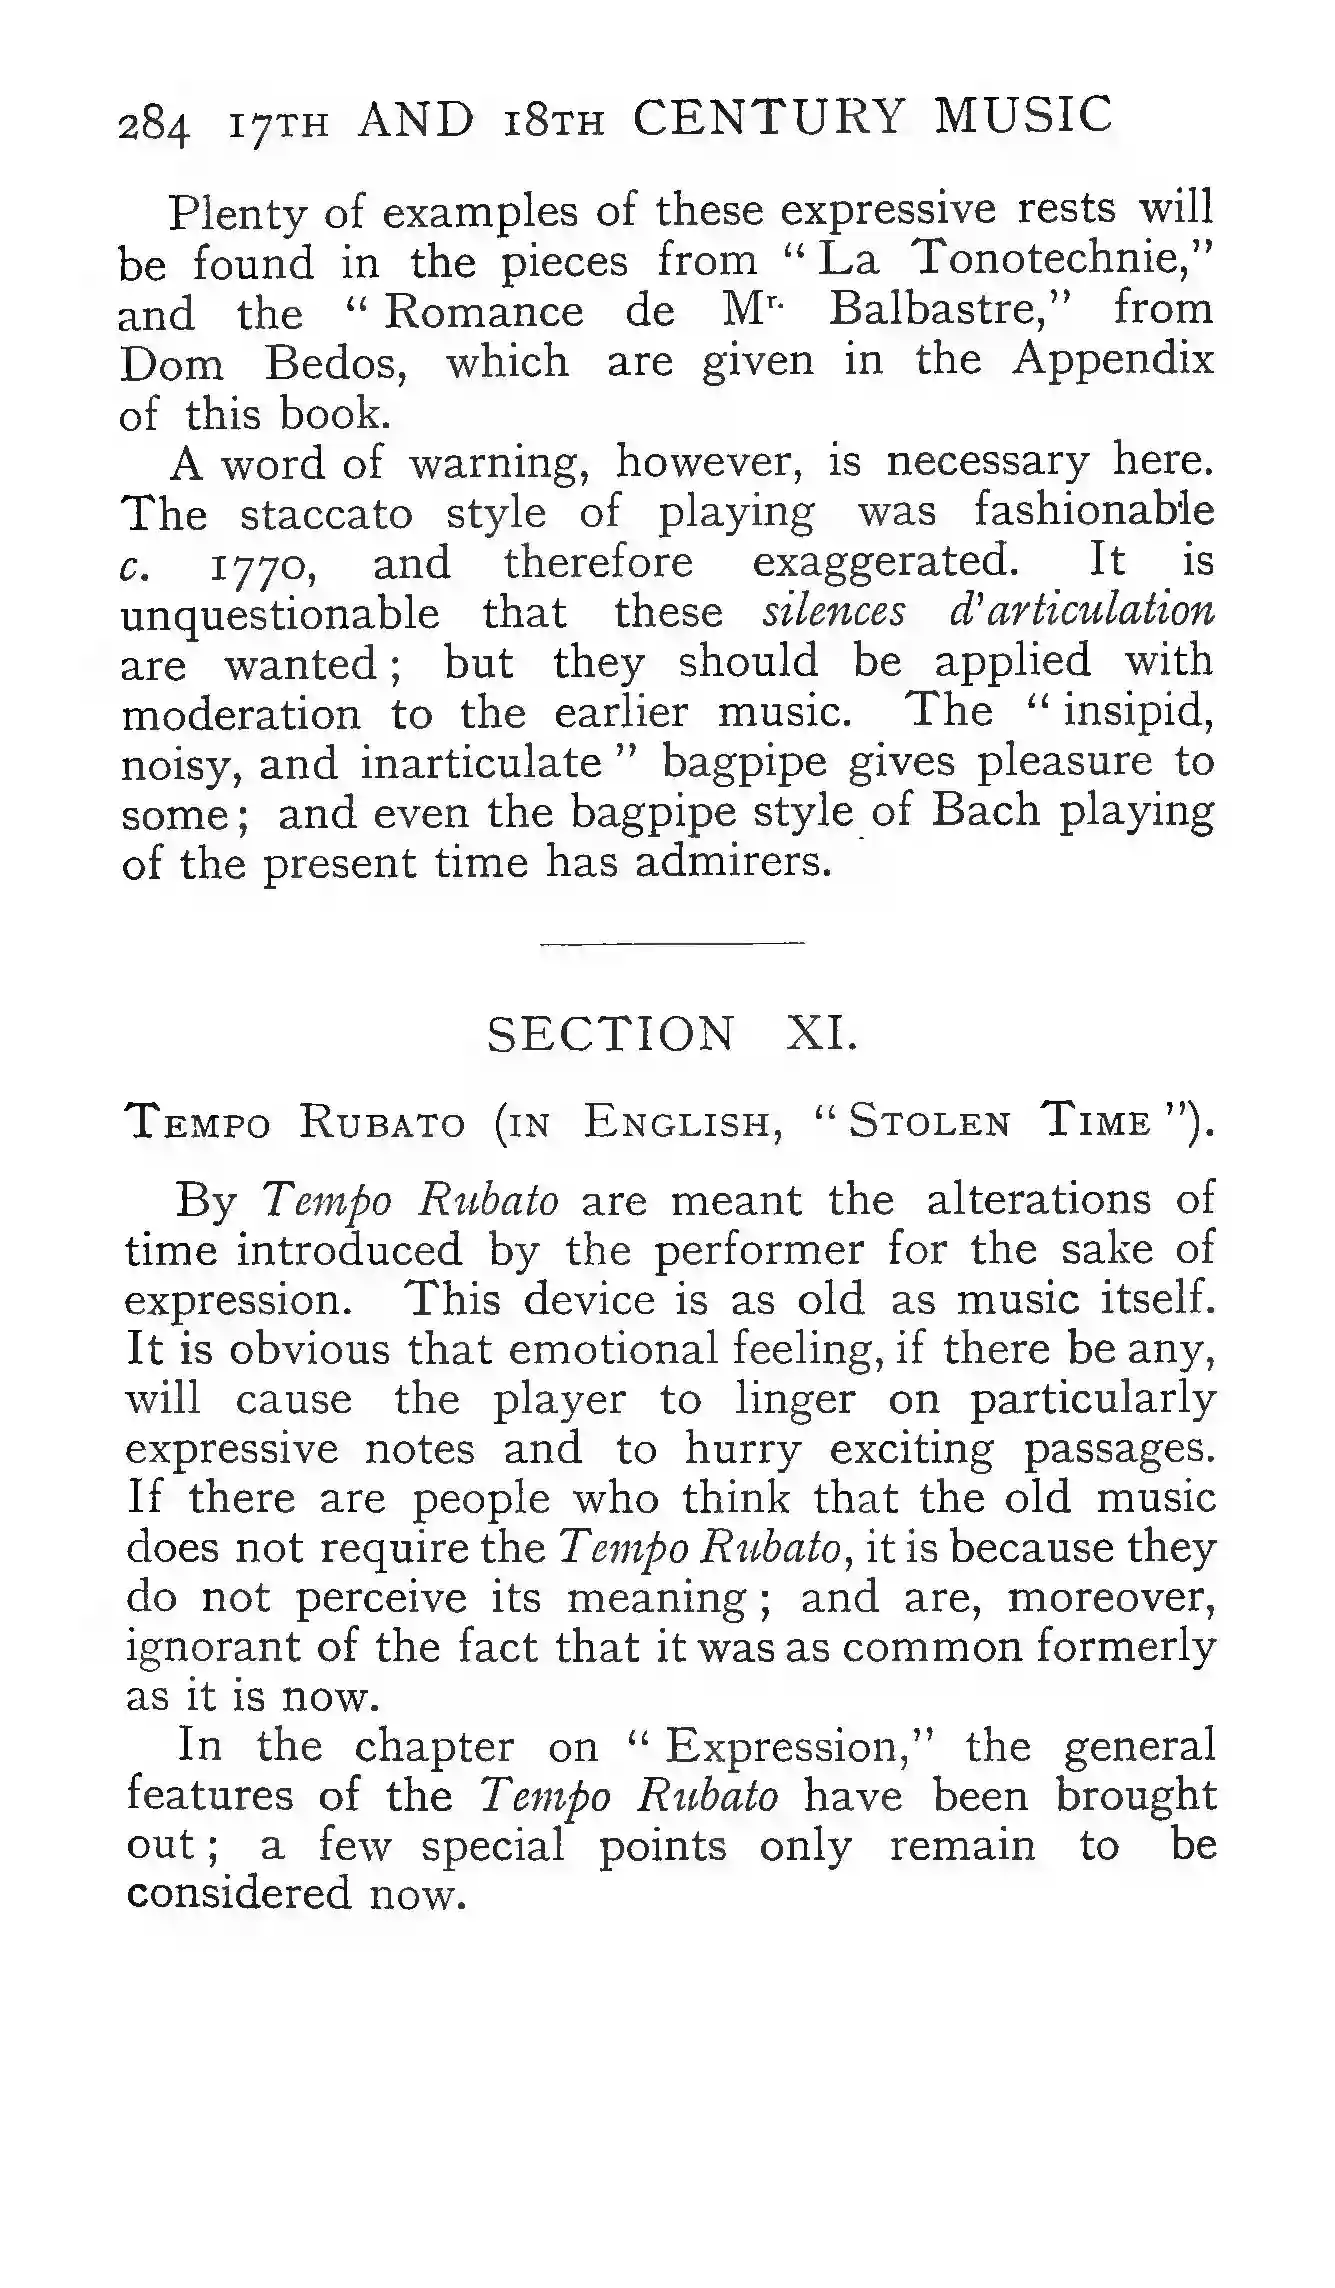 284 17TH AND 18TH CENTURY MUSIC
Plenty of examples of these expressive rests will
be found in the pieces from “ La Tonotechnie,”
and the “ Romance de Mr. Balbastre,” from
Dom Bedos, which are given in the Appendix
of this book.
A word of warning, however, is necessary here.
The staccato style of playing was fashionable
c. 1770, and therefore exaggerated. It is
unquestionable that these silences d'articulation
are wanted ; but they should be applied with
moderation to the earlier music. The “ insipid,
noisy, and inarticulate ” bagpipe gives pleasure to
some ; and even the bagpipe style of Bach playing
of the present time has admirers.
SECTION XI.
TEMPO RUBATO (IN ENGLISH, “ STOLEN TIME ”).
By Tempo Rubato are meant the alterations of
time introduced by the performer for the sake of
expression. This device is as old as music itself.
It is obvious that emotional feeling, if there be any,
will cause the player to linger on particularly
expressive notes and to hurry exciting passages.
If there are people who think that the old music
does not require the Tempo Rubato, it is because they
do not perceive its meaning ; and are, moreover,
ignorant of the fact that it was as common formerly
as it is now.
In the chapter on “ Expression,” the general
features of the Tempo Rubato have been brought
out ; a few special points only remain to be
considered now.